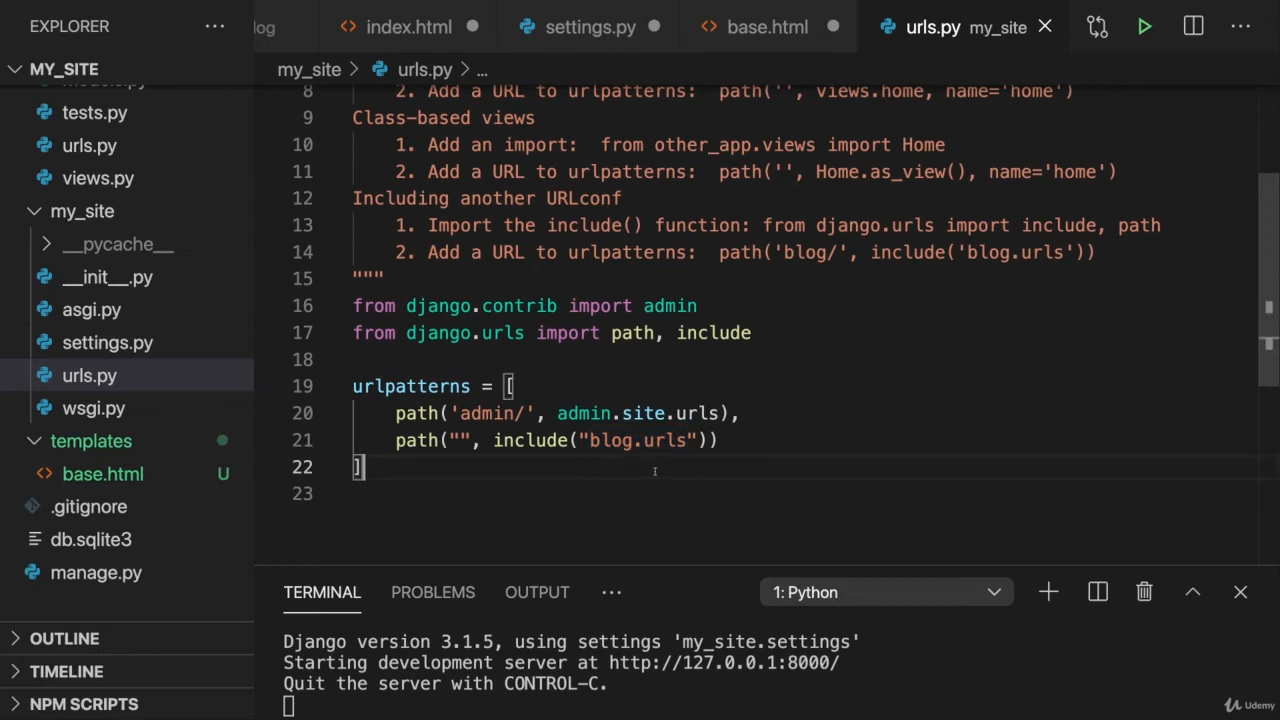 EXPLORER
log
index.html
settings.py
base.html
urls.py my_site
MY_SITE
tests.py
urls.py
views.py
my_site
__pycache__
__init__.py
asgi.py
settings.py
urls.py
wsgi.py
templates
base.html U
.gitignore
db.sqlite3
manage.py
OUTLINE
TIMELINE
NPM SCRIPTS
my_site > urls.py > ...
8 2. Add a URL to urlpatterns: path('', views.home, name='home')
9 Class-based views
10 1. Add an import: from other_app.views import Home
11 2. Add a URL to urlpatterns: path('', Home.as_view(), name='home')
12 Including another URLconf
13 1. Import the include() function: from django.urls import include, path
14 2. Add a URL to urlpatterns: path('blog/', include('blog.urls'))
15 """
16 from django.contrib import admin
17 from django.urls import path, include
18
19 urlpatterns = [
20 path('admin/', admin.site.urls),
21 path("", include("blog.urls"))
22 ]
23
TERMINAL PROBLEMS OUTPUT ... 1: Python
Django version 3.1.5, using settings 'my_site.settings'
Starting development server at http://127.0.0.1:8000/
Quit the server with CONTROL-C.
Udemy